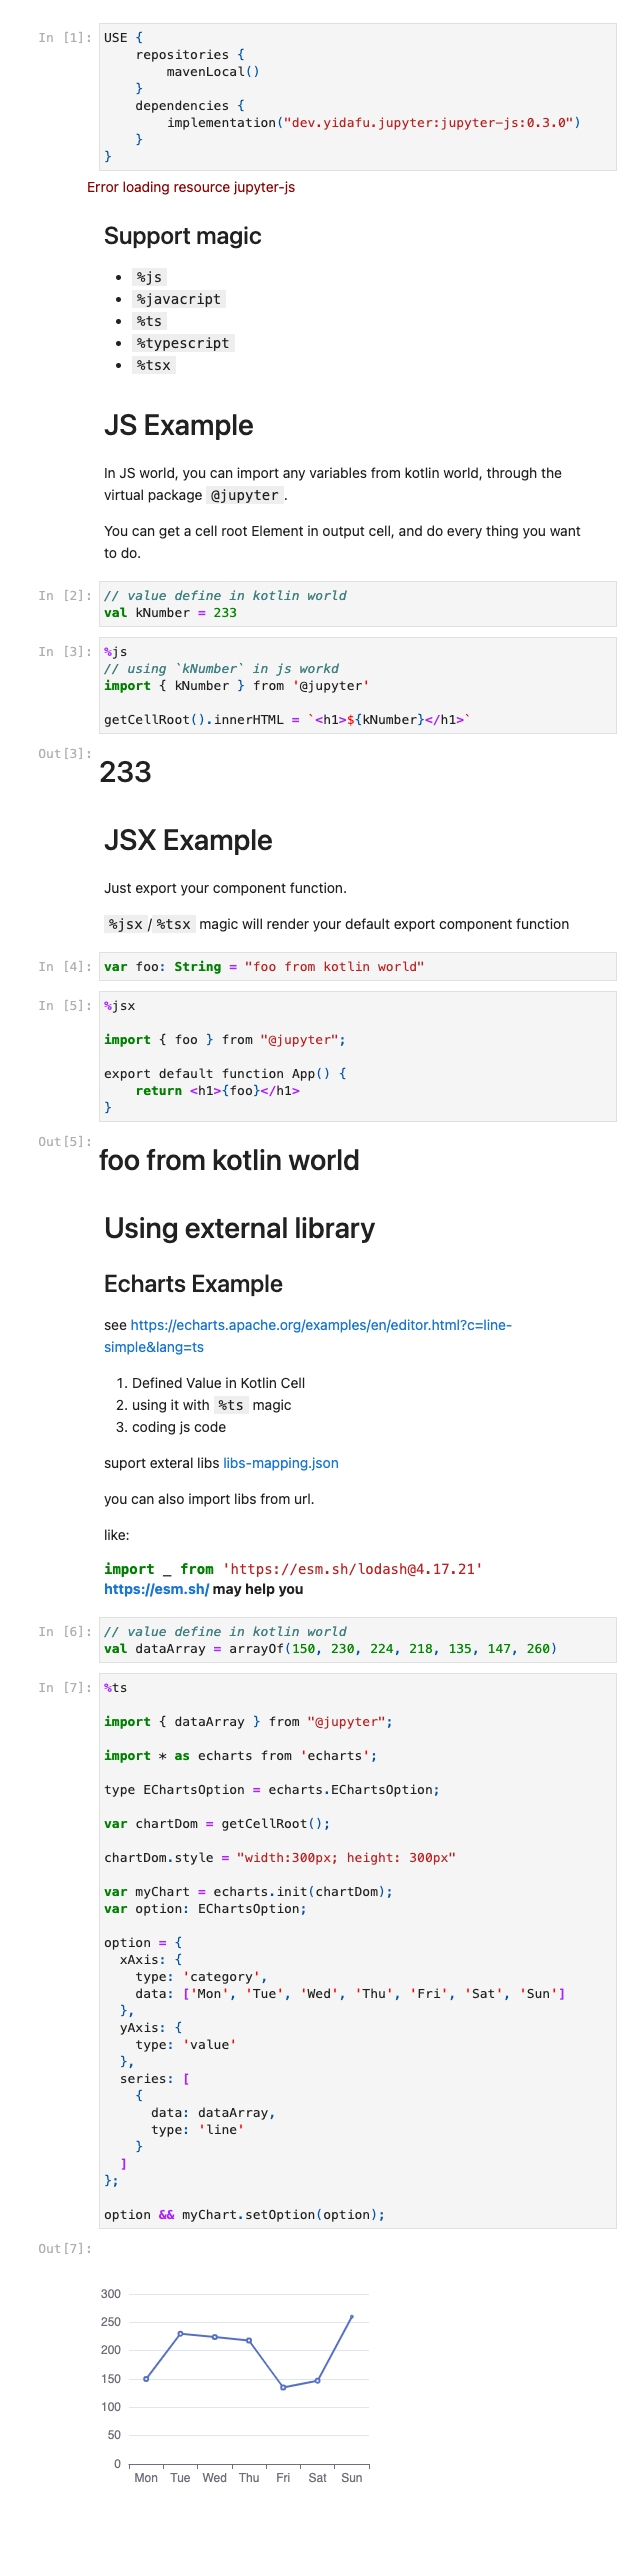 In [1]: USE {
    repositories {
        mavenLocal()
    }
    dependencies {
        implementation("dev.yidafu.jupyter:jupyter-js:0.3.0")
    }
}
Error loading resource jupyter-js
Support magic
• %js
• %javacript
• %ts
• %typescript
• %tsx
JS Example
In JS world, you can import any variables from kotlin world, through the
virtual package @jupyter .
You can get a cell root Element in output cell, and do every thing you want
to do.
In [2]: // value define in kotlin world
val kNumber = 233
In [3]: %js
// using `kNumber` in js workd
import { kNumber } from '@jupyter'
getCellRoot().innerHTML = `<h1>${kNumber}</h1>`
Out[3]:
233
JSX Example
Just export your component function.
%jsx / %tsx magic will render your default export component function
In [4]: var foo: String = "foo from kotlin world"
In [5]: %jsx
import { foo } from "@jupyter";
export default function App() {
    return <h1>{foo}</h1>
}
Out[5]:
foo from kotlin world
Using external library
Echarts Example
see https://echarts.apache.org/examples/en/editor.html?c=line-
simple&lang=ts
1. Defined Value in Kotlin Cell
2. using it with %ts magic
3. coding js code
suport exteral libs libs-mapping.json
you can also import libs from url.
like:
import _ from 'https://esm.sh/lodash@4.17.21'
https://esm.sh/ may help you
In [6]: // value define in kotlin world
val dataArray = arrayOf(150, 230, 224, 218, 135, 147, 260)
In [7]: %ts
import { dataArray } from "@jupyter";
import * as echarts from 'echarts';
type EChartsOption = echarts.EChartsOption;
var chartDom = getCellRoot();
chartDom.style = "width:300px; height: 300px"
var myChart = echarts.init(chartDom);
var option: EChartsOption;
option = {
  xAxis: {
    type: 'category',
    data: ['Mon', 'Tue', 'Wed', 'Thu', 'Fri', 'Sat', 'Sun']
  },
  yAxis: {
    type: 'value'
  },
  series: [
    {
      data: dataArray,
      type: 'line'
    }
  ]
};
option && myChart.setOption(option);
Out[7]:
300
250
200
150
100
50
0
Mon Tue Wed Thu Fri Sat Sun